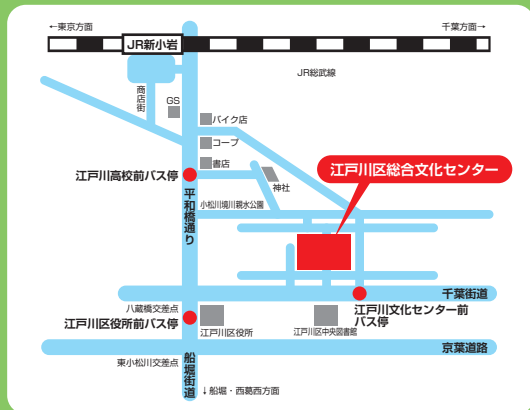 ←東京方面
千葉方面→
JR新小岩
JR総武線
商店街
GS
バイク店
コープ
書店
江戸川高校前バス停
神社
江戸川区総合文化センター
平和橋通り
小松川境川親水公園
千葉街道
八蔵橋交差点
江戸川区役所前バス停
江戸川区役所
江戸川区中央図書館
江戸川文化センター前
バス停
京葉道路
東小松川交差点
船堀街道
↓船堀・西葛西方面